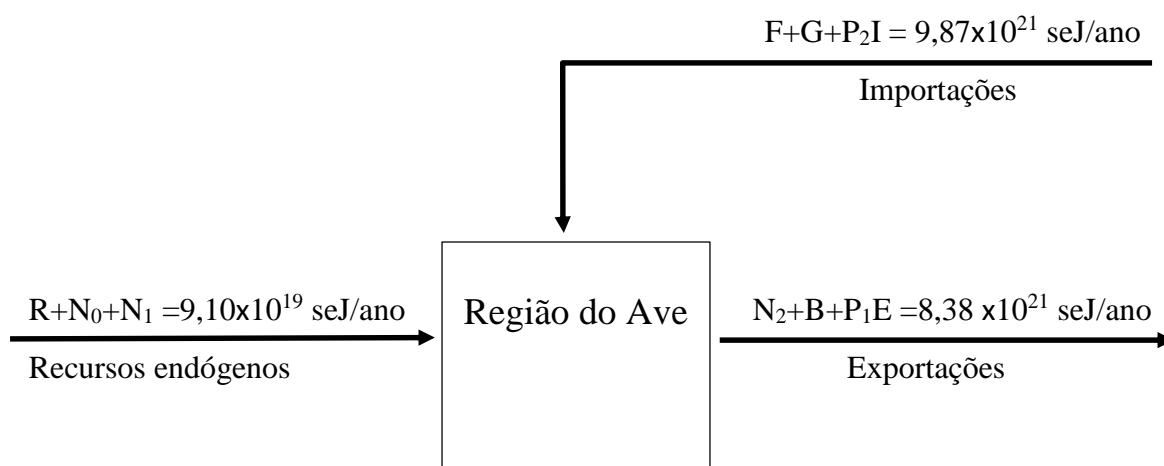 F+G+P₂I = 9,87x10²¹ seJ/ano
Importações
R+N₀+N₁ =9,10x10¹⁹ seJ/ano
Recursos endógenos
Região do Ave
N₂+B+P₁E =8,38 x10²¹ seJ/ano
Exportações